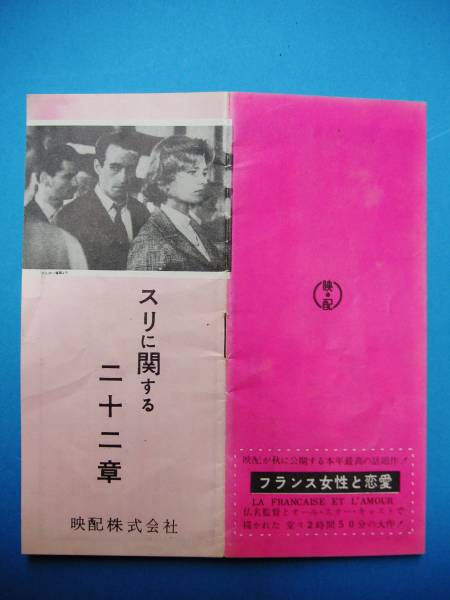 スリに関する
二十二章
映配株式会社
映・配
映配が秋に公開する本年最高の話題作！
フランス女性と恋愛
LA FRANCAISE ET L'AMOUR
仏名監督とオール・スター・キャストで
描かれた 堂々2時間50分の大作！